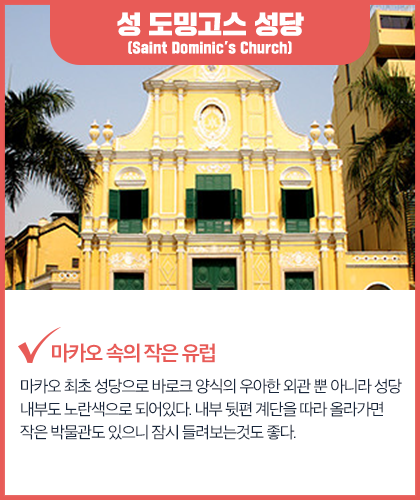 성 도밍고스 성당
(Saint Dominic's Church)
마카오 속의 작은 유럽
마카오 최초 성당으로 바로크 양식의 우아한 외관 뿐 아니라 성당
내부도 노란색으로 되어있다. 내부 뒷편 계단을 따라 올라가면
작은 박물관도 있으니 잠시 들려보는것도 좋다.